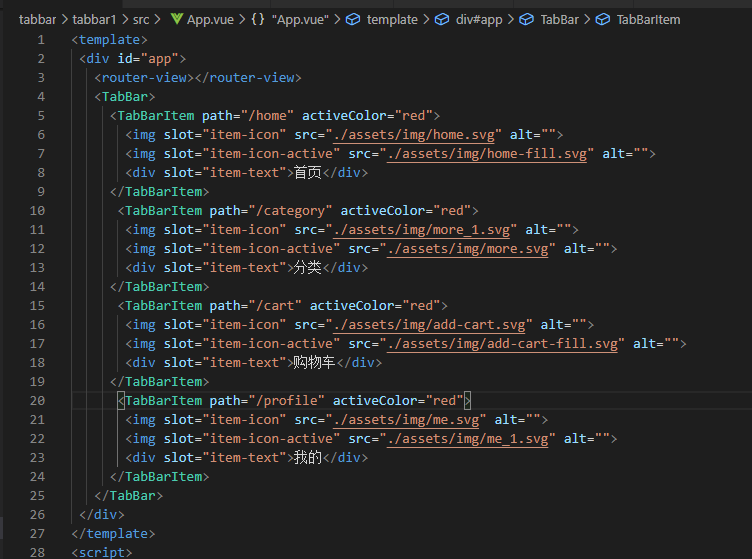 tabbar > tabbar1 > src > App.vue > {} "App.vue" > template > div#app > TabBar > TabBarItem
1 <template>
2 <div id="app">
3 <router-view></router-view>
4 <TabBar>
5 <TabBarItem path="/home" activeColor="red">
6 <img slot="item-icon" src="./assets/img/home.svg" alt="">
7 <img slot="item-icon-active" src="./assets/img/home-fill.svg" alt="">
8 <div slot="item-text">首页</div>
9 </TabBarItem>
10 <TabBarItem path="/category" activeColor="red">
11 <img slot="item-icon" src="./assets/img/more_1.svg" alt="">
12 <img slot="item-icon-active" src="./assets/img/more.svg" alt="">
13 <div slot="item-text">分类</div>
14 </TabBarItem>
15 <TabBarItem path="/cart" activeColor="red">
16 <img slot="item-icon" src="./assets/img/add-cart.svg" alt="">
17 <img slot="item-icon-active" src="./assets/img/add-cart-fill.svg" alt="">
18 <div slot="item-text">购物车</div>
19 </TabBarItem>
20 <TabBarItem path="/profile" activeColor="red">
21 <img slot="item-icon" src="./assets/img/me.svg" alt="">
22 <img slot="item-icon-active" src="./assets/img/me_1.svg" alt="">
23 <div slot="item-text">我的</div>
24 </TabBarItem>
25 </TabBar>
26 </div>
27 </template>
28 <script>